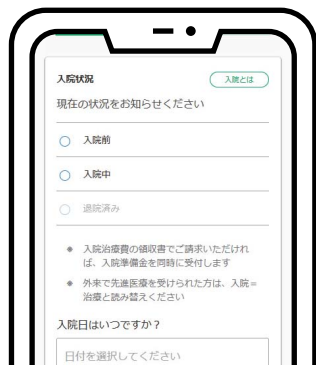 入院状況
入院とは
現在の状況をお知らせください
入院前
入院中
退院済み
入院治療費の領収書でご請求いただけれ
ば、入院準備金を同時に受付します
外来で先進医療を受けられた方は、入院＝
治療と読み替えください
入院日はいつですか？
日付を選択してください